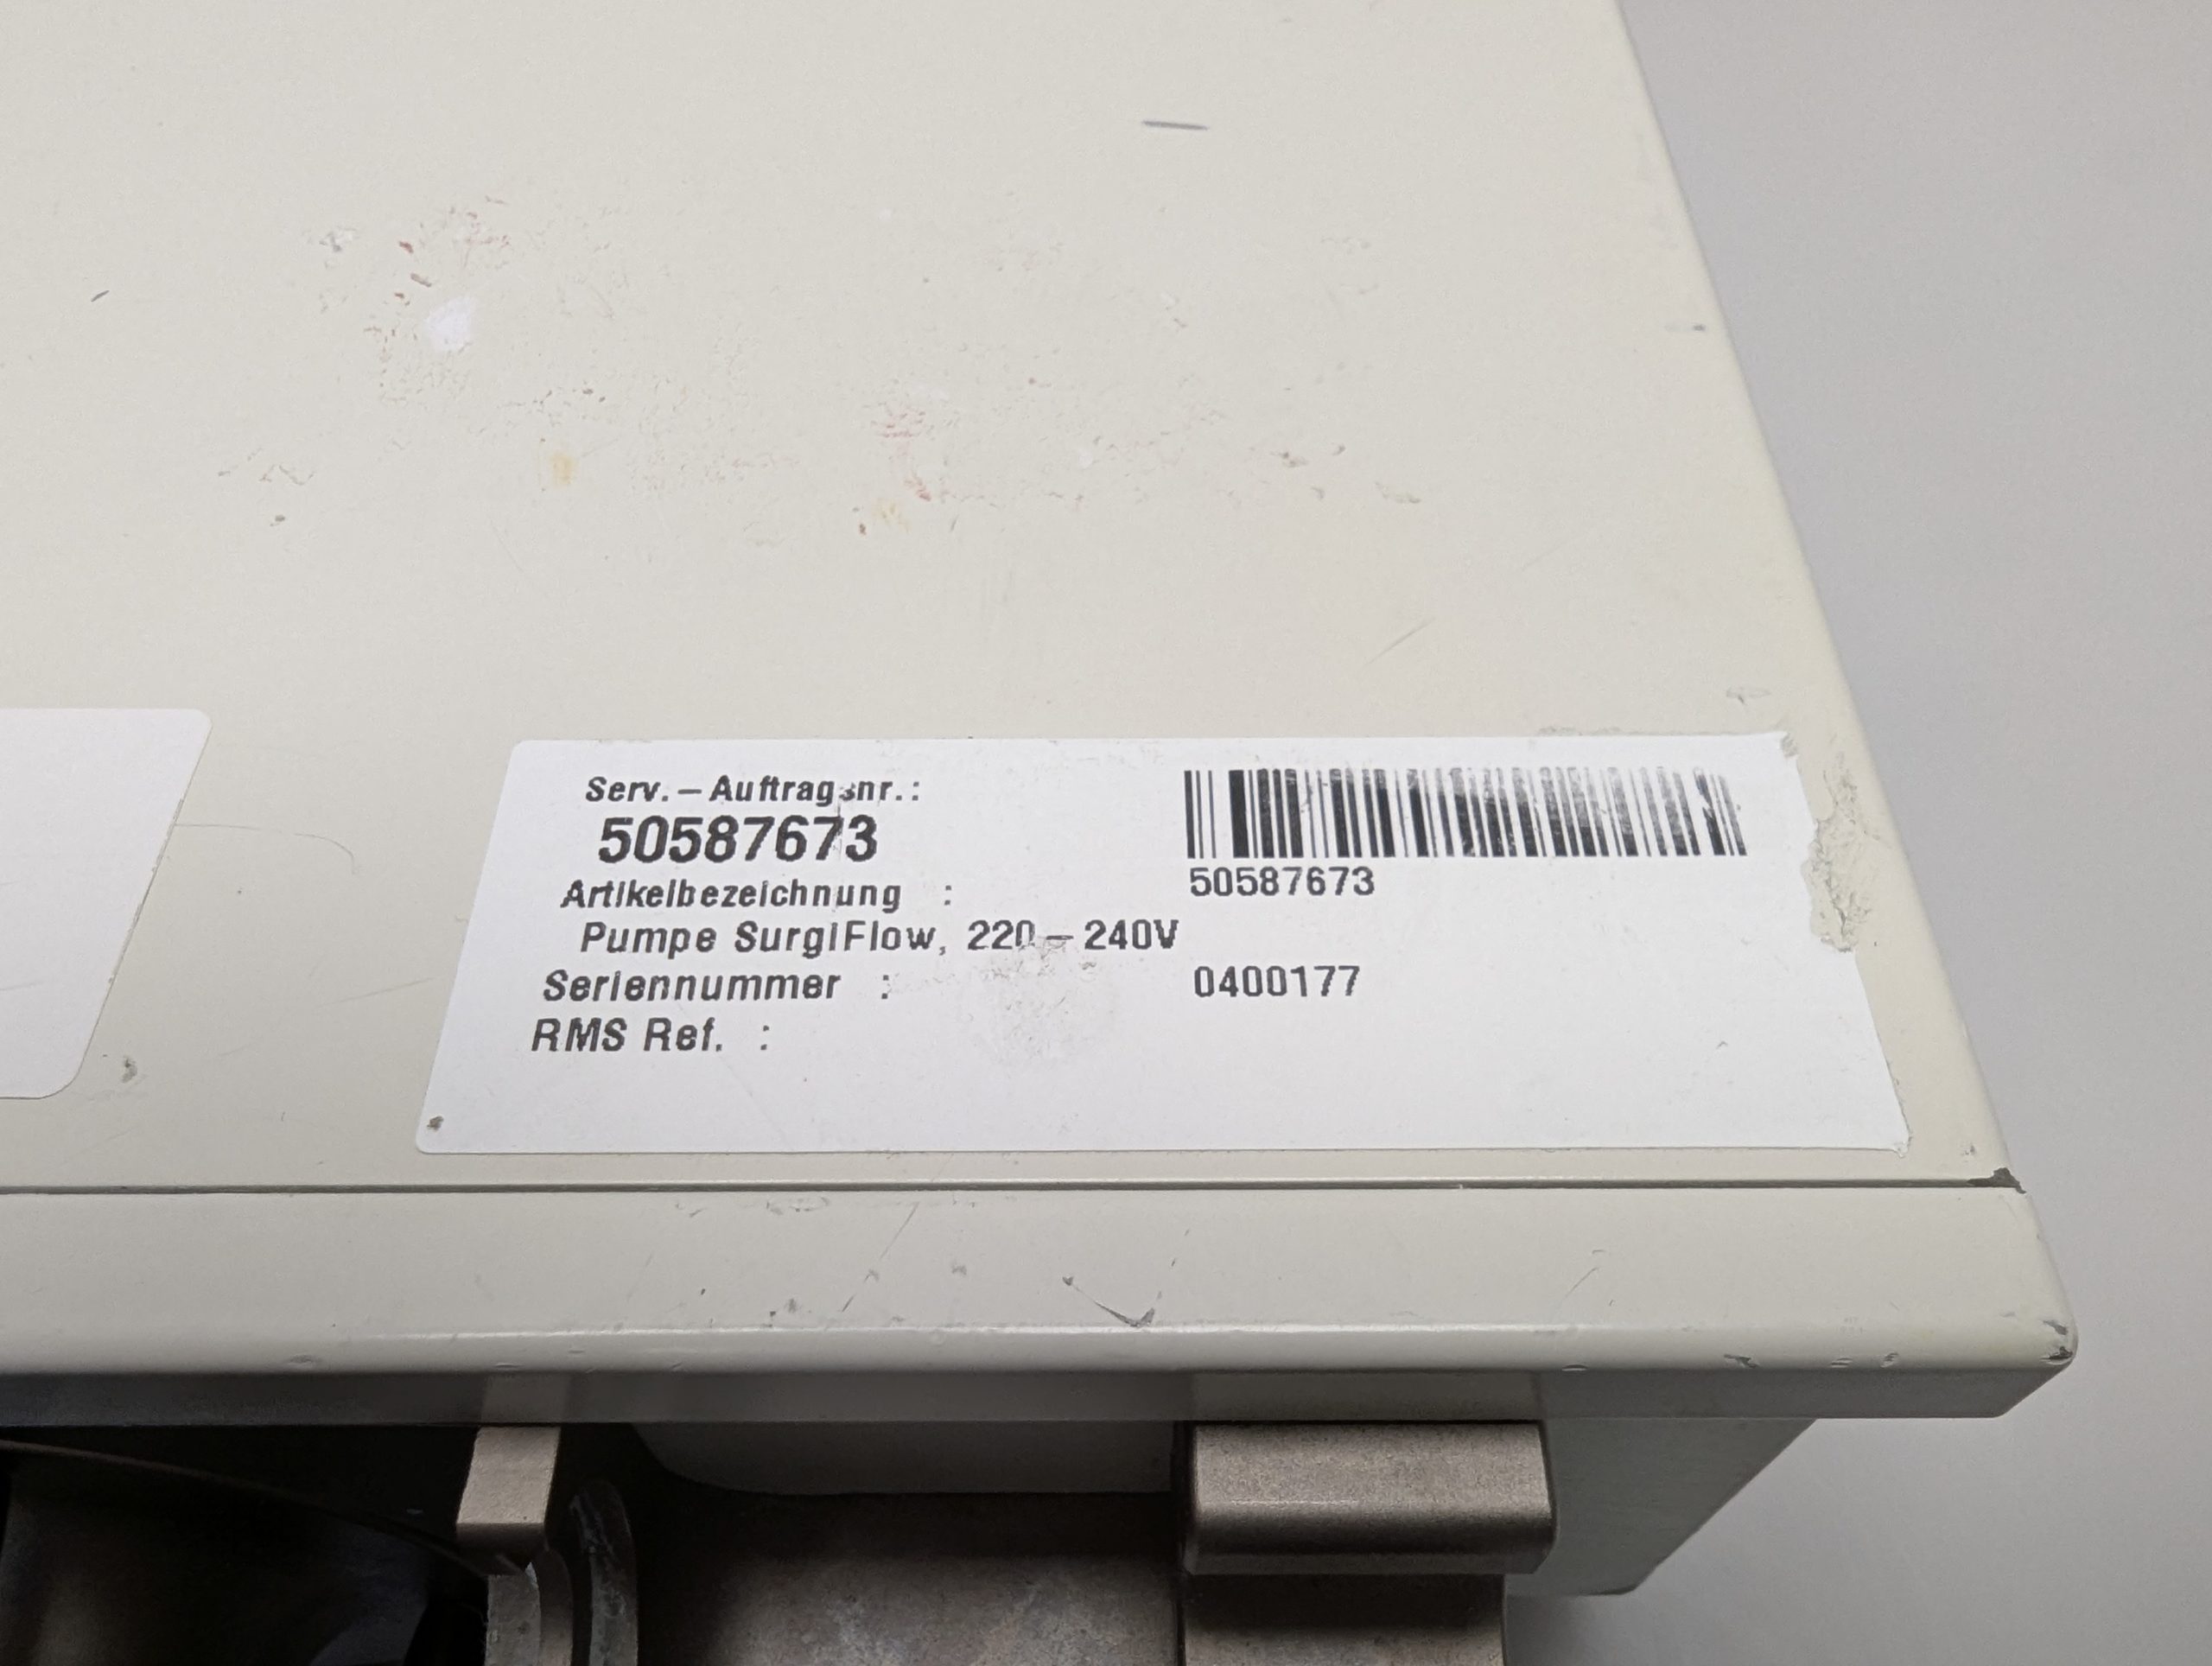 Serv.-Auftragsnr.:
50587673
50587673
Artikelbezeichnung :
Pumpe SurgiFlow, 220-240V
Seriennummer : 0400177
RMS Ref. :